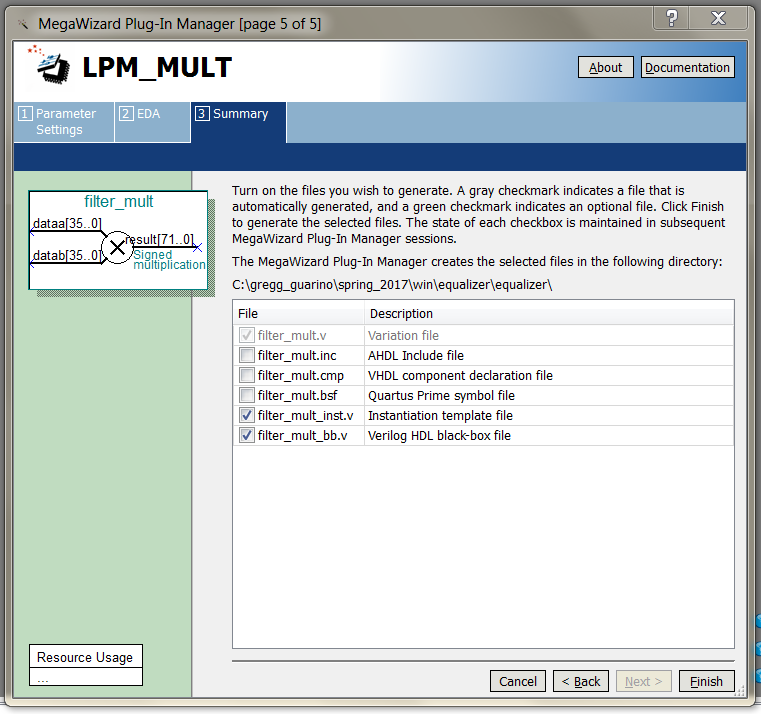 MegaWizard Plug-In Manager [page 5 of 5]
?
LPM_MULT
About
Documentation
1 Parameter
Settings
2 EDA
3 Summary
filter_mult
dataa[35..0]
result[71..0]
datab[35..0]
Signed
multiplication
Turn on the files you wish to generate. A gray checkmark indicates a file that is
automatically generated, and a green checkmark indicates an optional file. Click Finish
to generate the selected files. The state of each checkbox is maintained in subsequent
MegaWizard Plug-In Manager sessions.
The MegaWizard Plug-In Manager creates the selected files in the following directory:
C:\gregg_guarino\spring_2017\win\equalizer\equalizer\
File Description
filter_mult.v Variation file
filter_mult.inc AHDL Include file
filter_mult.cmp VHDL component declaration file
filter_mult.bsf Quartus Prime symbol file
filter_mult_inst.v Instantiation template file
filter_mult_bb.v Verilog HDL black-box file
Resource Usage
...
Cancel
< Back
Next >
Finish